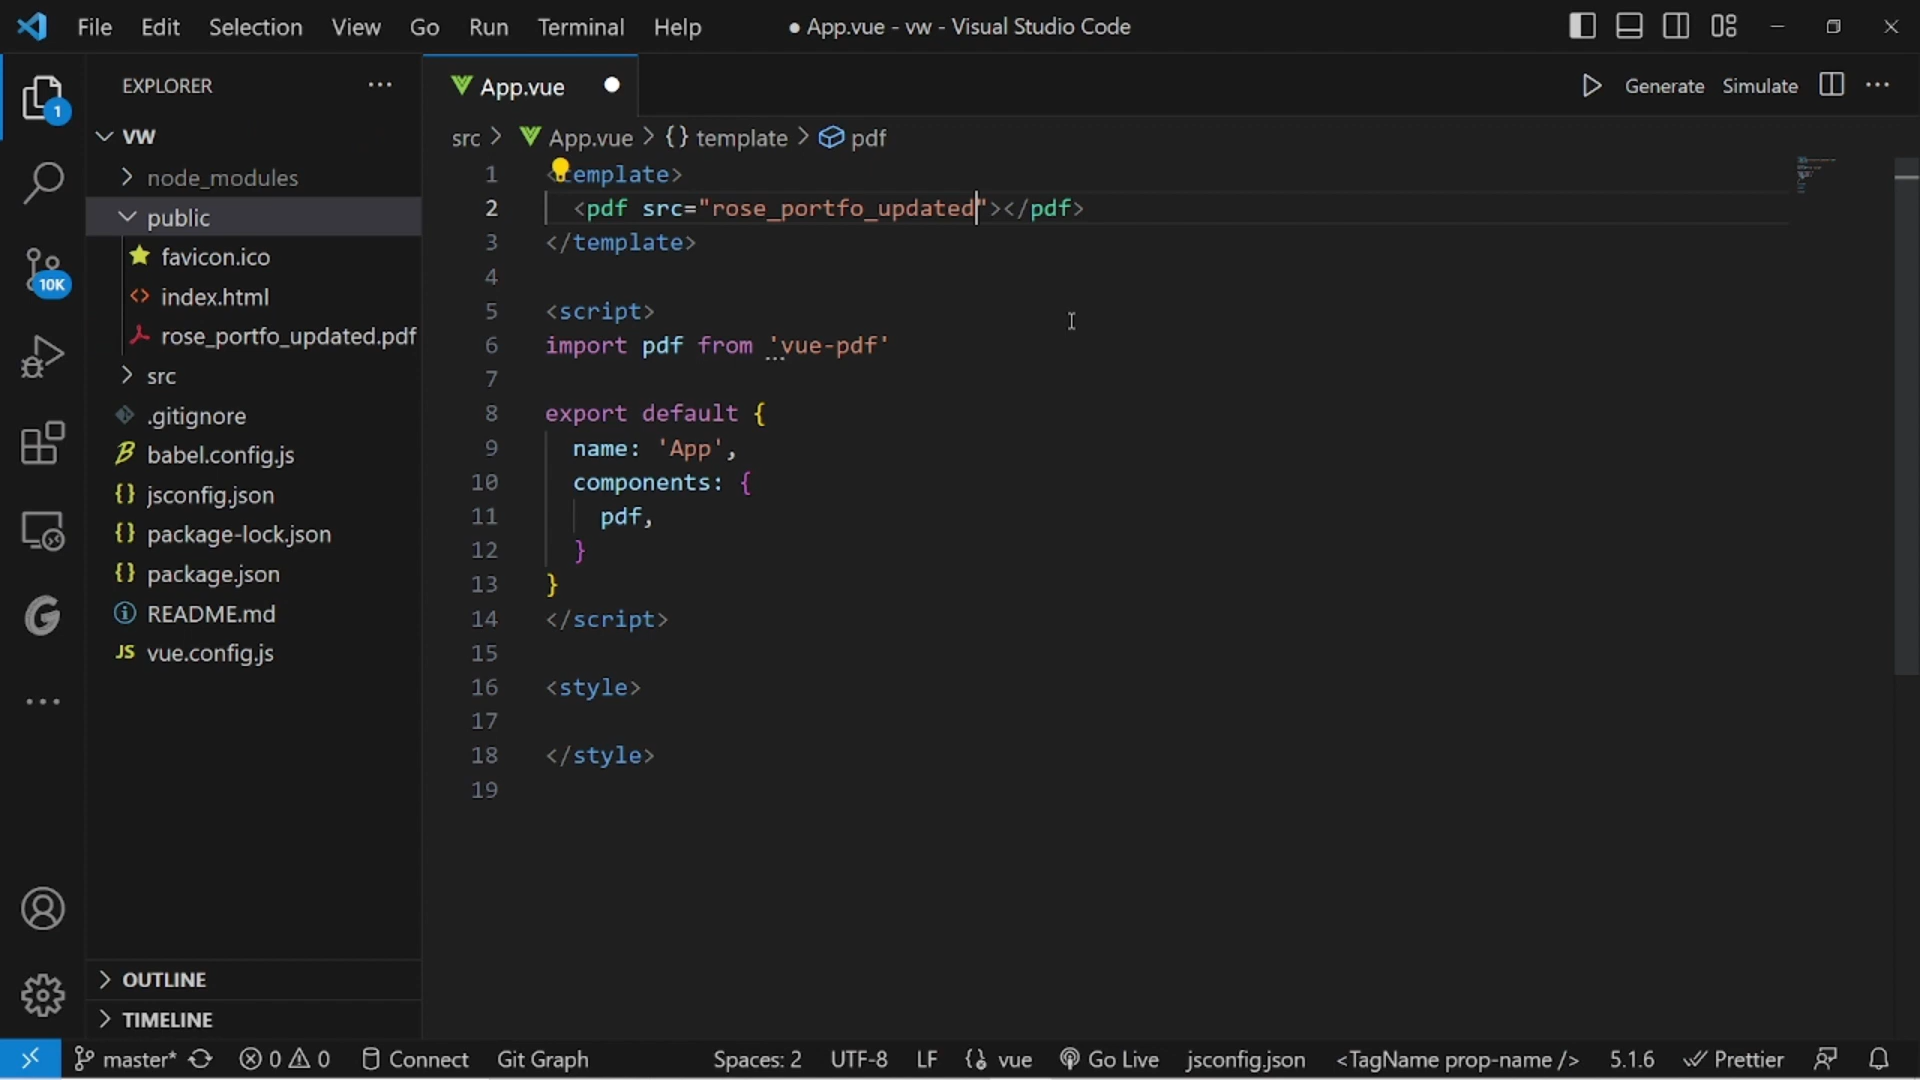 File Edit Selection View Go Run Terminal Help ● App.vue - vw - Visual Studio Code
EXPLORER ···
App.vue
Generate Simulate ···
1
VW
src > App.vue > {} template > pdf
node_modules
public
favicon.ico
index.html
rose_portfo_updated.pdf
src
.gitignore
babel.config.js
jsconfig.json
package-lock.json
package.json
README.md
vue.config.js
10K
1 <template>
2 <pdf src="rose_portfo_updated"></pdf>
3 </template>
4
5 <script>
6 import pdf from 'vue-pdf'
7
8 export default {
9 name: 'App',
10 components: {
11 pdf,
12 }
13 }
14 </script>
15
16 <style>
17
18 </style>
19
OUTLINE
TIMELINE
master* 0 0 Connect Git Graph Spaces: 2 UTF-8 LF vue Go Live jsconfig.json <TagName prop-name /> 5.1.6 Prettier